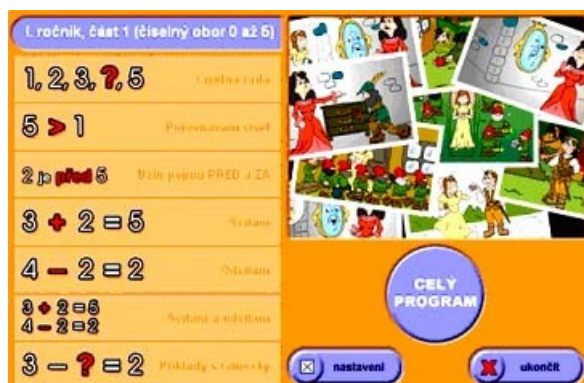 I. ročník, část 1 (číselný obor 0 až 5)
1, 2, 3, ?, 5 Číselná řada
5 > 1 Porovnávání čísel
2 je před 5 Užití pojmů PŘED a ZA
3 + 2 = 5 Sčítání
4 − 2 = 2 Odčítání
3 + 2 = 5
4 − 2 = 2 Sčítání a odčítání
3 − ? = 2 Příklady s rámečky
CELÝ
PROGRAM
nastavení
ukončit